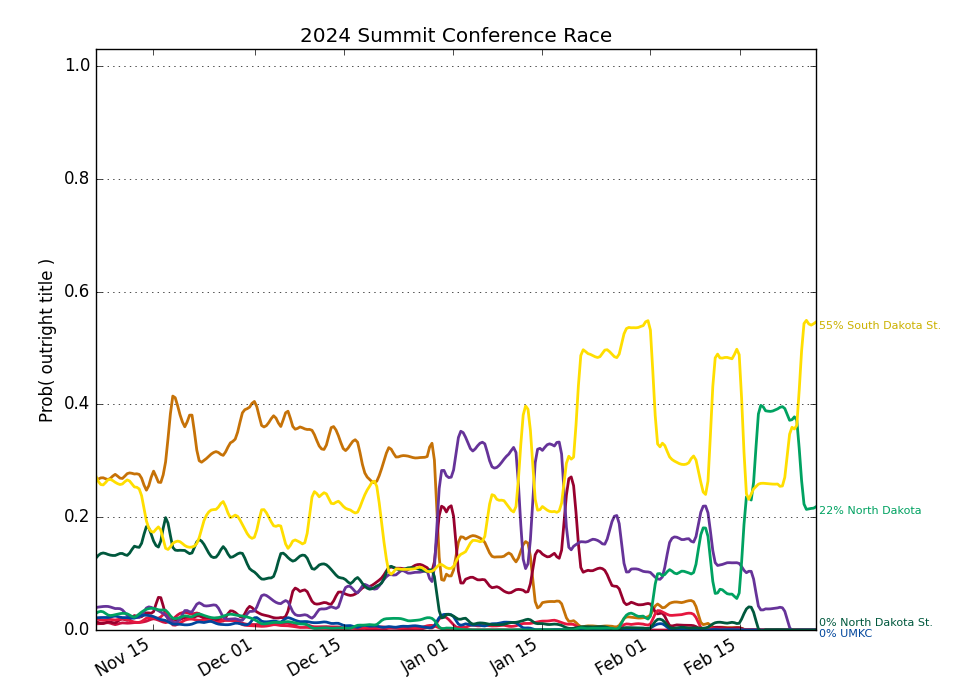 2024 Summit Conference Race
Prob( outright title )
1.0
0.8
0.6
0.4
0.2
0.0
Nov 15
Dec 01
Dec 15
Jan 01
Jan 15
Feb 01
Feb 15
55% South Dakota St.
22% North Dakota
0% North Dakota St.
0% UMKC